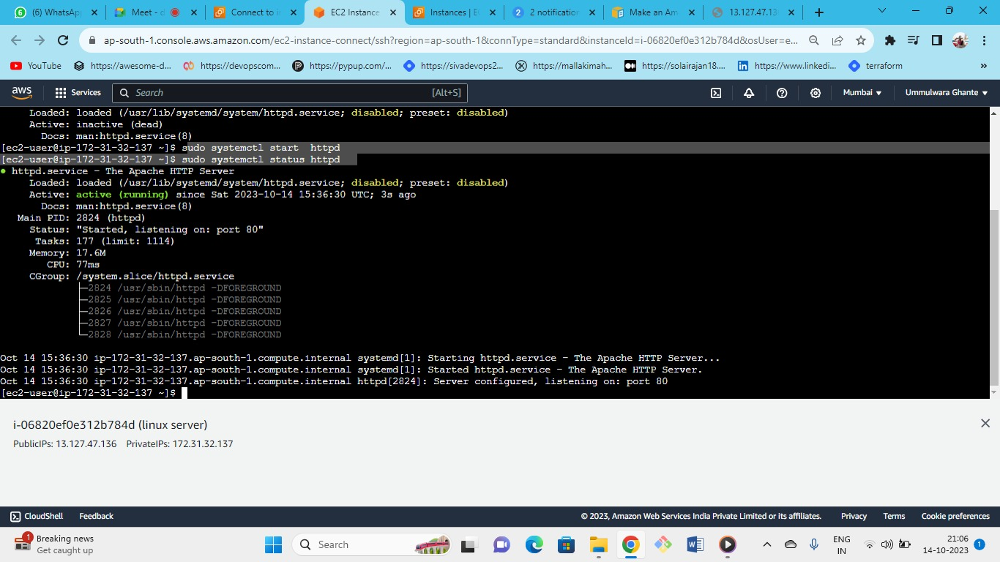 (6) WhatsAp
Meet - d
Connect to i
EC2 Instance
Instances | E
2 notification
Make an Am
13.127.47.13
ap-south-1.console.aws.amazon.com/ec2-instance-connect/ssh?region=ap-south-1&connType=standard&instanceId=i-06820ef0e312b784d&osUser=e...
YouTube
https://awesome-d...
https://devopscom...
https://pypup.com/...
https://sivadevops2...
https://mallakimah...
https://solairajan18....
https://www.linkedi...
terraform
aws
Services
Search
[Alt+S]
Mumbai
Ummulwara Ghante
Loaded: loaded (/usr/lib/systemd/system/httpd.service; disabled; preset: disabled)
Active: inactive (dead)
Docs: man:httpd.service(8)
[ec2-user@ip-172-31-32-137 ~]$ sudo systemctl start  httpd
[ec2-user@ip-172-31-32-137 ~]$ sudo systemctl status httpd
● httpd.service - The Apache HTTP Server
Loaded: loaded (/usr/lib/systemd/system/httpd.service; disabled; preset: disabled)
Active: active (running) since Sat 2023-10-14 15:36:30 UTC; 3s ago
Docs: man:httpd.service(8)
Main PID: 2824 (httpd)
Status: "Started, listening on: port 80"
Tasks: 177 (limit: 1114)
Memory: 17.6M
CPU: 77ms
CGroup: /system.slice/httpd.service
├─2824 /usr/sbin/httpd -DFOREGROUND
├─2825 /usr/sbin/httpd -DFOREGROUND
├─2826 /usr/sbin/httpd -DFOREGROUND
├─2827 /usr/sbin/httpd -DFOREGROUND
└─2828 /usr/sbin/httpd -DFOREGROUND
Oct 14 15:36:30 ip-172-31-32-137.ap-south-1.compute.internal systemd[1]: Starting httpd.service - The Apache HTTP Server...
Oct 14 15:36:30 ip-172-31-32-137.ap-south-1.compute.internal systemd[1]: Started httpd.service - The Apache HTTP Server.
Oct 14 15:36:30 ip-172-31-32-137.ap-south-1.compute.internal httpd[2824]: Server configured, listening on: port 80
[ec2-user@ip-172-31-32-137 ~]$
i-06820ef0e312b784d (linux server)
PublicIPs: 13.127.47.136 PrivateIPs: 172.31.32.137
CloudShell
Feedback
© 2023, Amazon Web Services India Private Limited or its affiliates.
Privacy
Terms
Cookie preferences
1
Breaking news
Get caught up
Search
ENG
IN
21:06
14-10-2023
1